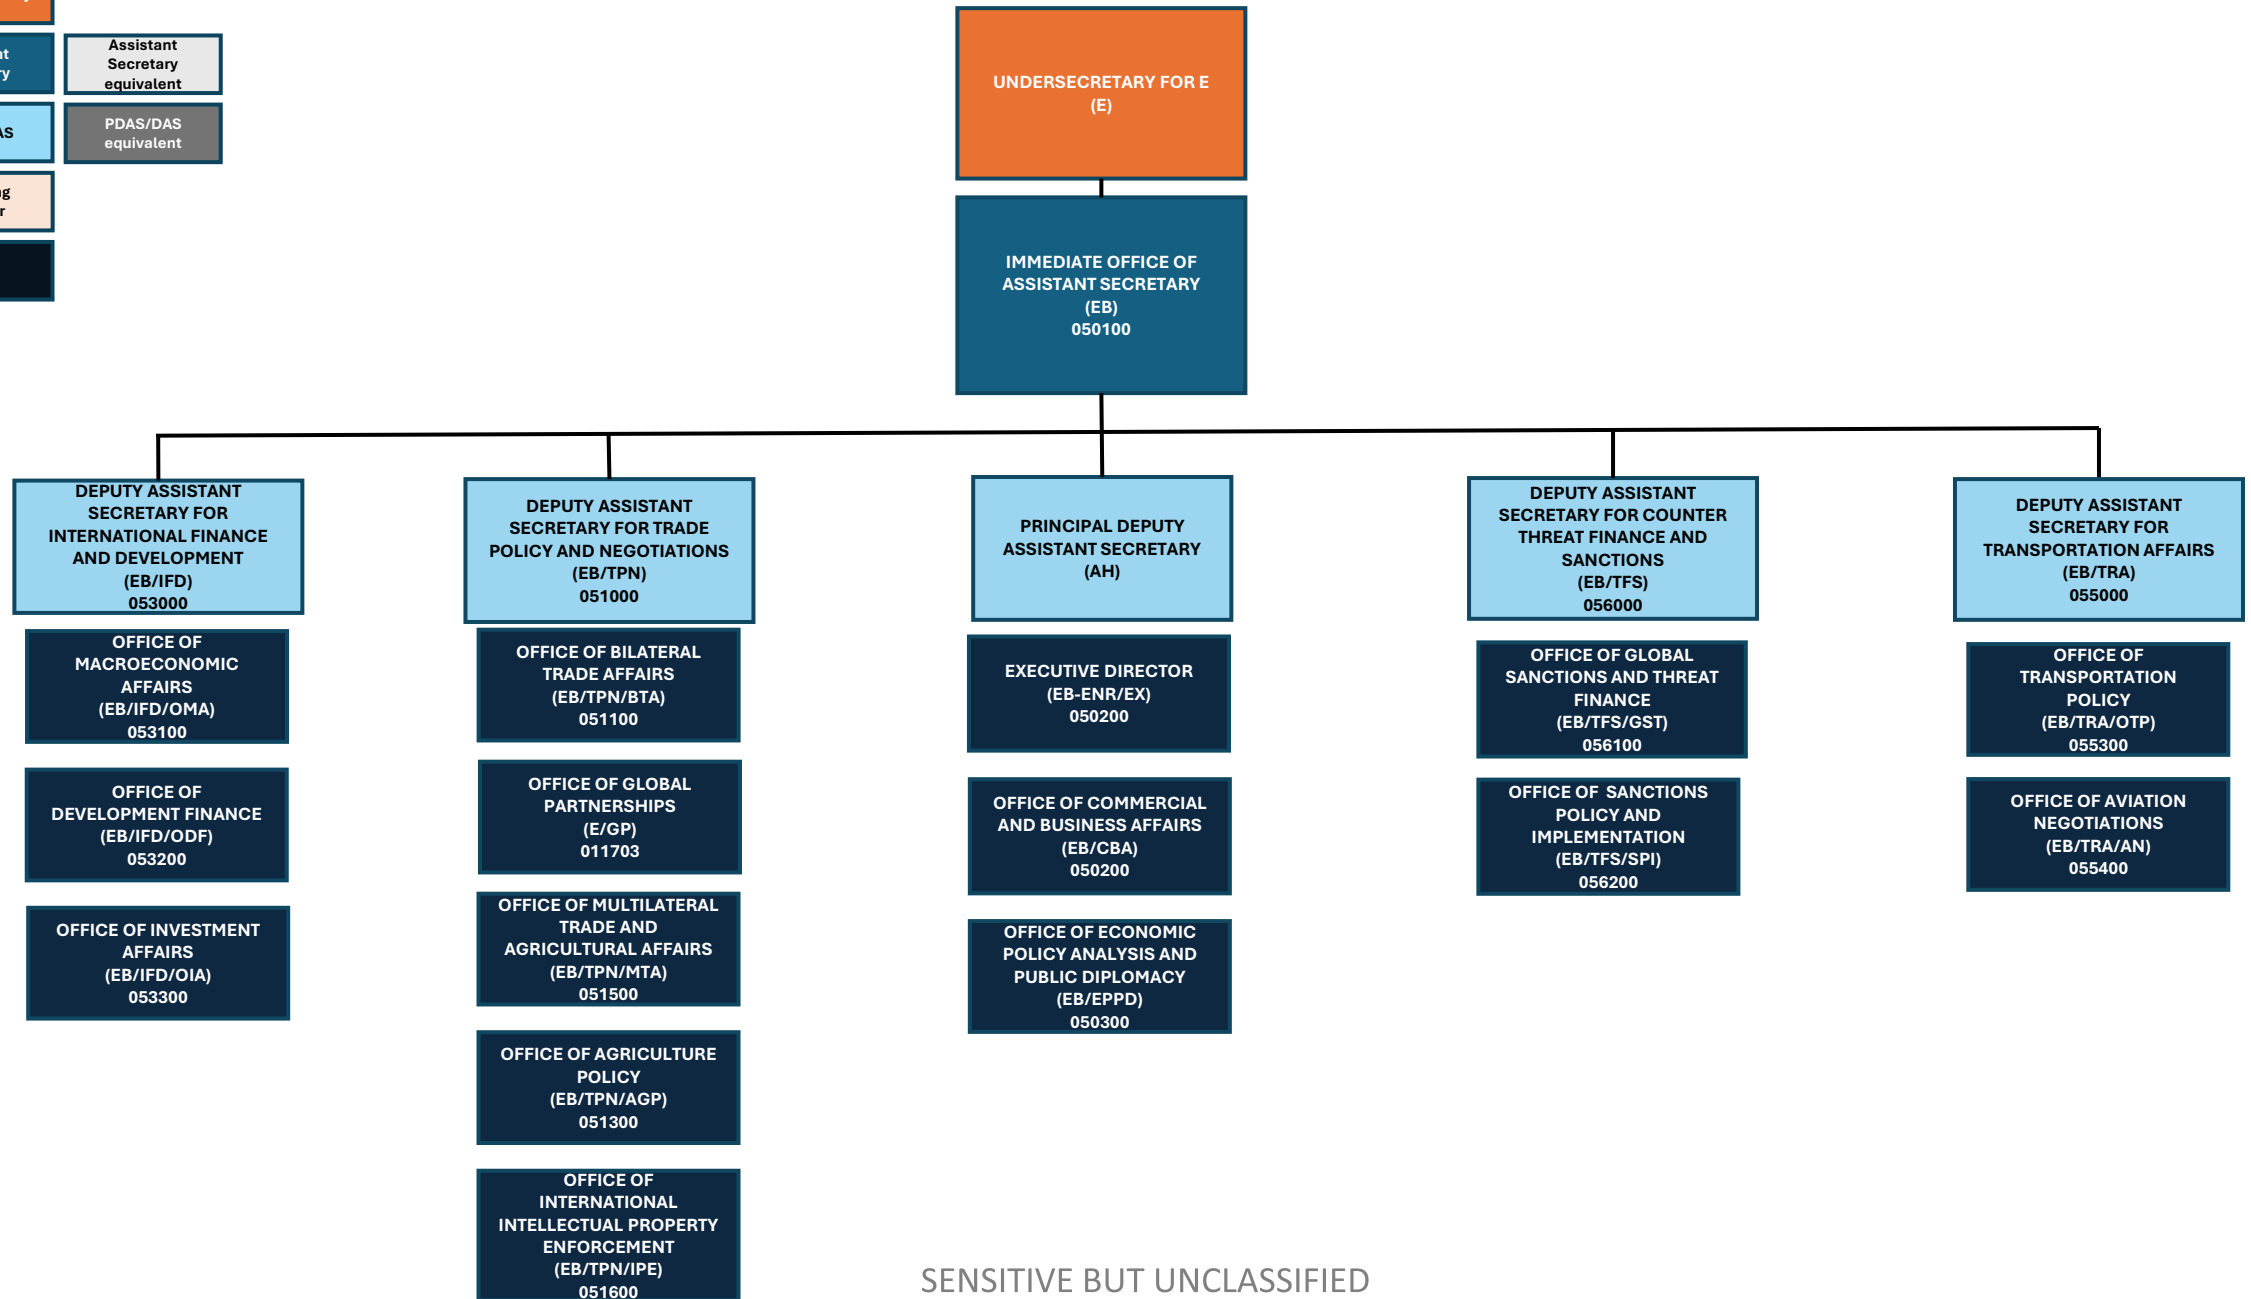 Assistant
Secretary
equivalent
PDAS/DAS
equivalent
UNDERSECRETARY FOR E
(E)
IMMEDIATE OFFICE OF
ASSISTANT SECRETARY
(EB)
050100
DEPUTY ASSISTANT
SECRETARY FOR
INTERNATIONAL FINANCE
AND DEVELOPMENT
(EB/IFD)
053000
OFFICE OF
MACROECONOMIC
AFFAIRS
(EB/IFD/OMA)
053100
OFFICE OF
DEVELOPMENT FINANCE
(EB/IFD/ODF)
053200
OFFICE OF INVESTMENT
AFFAIRS
(EB/IFD/OIA)
053300
DEPUTY ASSISTANT
SECRETARY FOR TRADE
POLICY AND NEGOTIATIONS
(EB/TPN)
051000
OFFICE OF BILATERAL
TRADE AFFAIRS
(EB/TPN/BTA)
051100
OFFICE OF GLOBAL
PARTNERSHIPS
(E/GP)
011703
OFFICE OF MULTILATERAL
TRADE AND
AGRICULTURAL AFFAIRS
(EB/TPN/MTA)
051500
OFFICE OF AGRICULTURE
POLICY
(EB/TPN/AGP)
051300
OFFICE OF
INTERNATIONAL
INTELLECTUAL PROPERTY
ENFORCEMENT
(EB/TPN/IPE)
051600
PRINCIPAL DEPUTY
ASSISTANT SECRETARY
(AH)
EXECUTIVE DIRECTOR
(EB-ENR/EX)
050200
OFFICE OF COMMERCIAL
AND BUSINESS AFFAIRS
(EB/CBA)
050200
OFFICE OF ECONOMIC
POLICY ANALYSIS AND
PUBLIC DIPLOMACY
(EB/EPPD)
050300
DEPUTY ASSISTANT
SECRETARY FOR COUNTER
THREAT FINANCE AND
SANCTIONS
(EB/TFS)
056000
OFFICE OF GLOBAL
SANCTIONS AND THREAT
FINANCE
(EB/TFS/GST)
056100
OFFICE OF SANCTIONS
POLICY AND
IMPLEMENTATION
(EB/TFS/SPI)
056200
DEPUTY ASSISTANT
SECRETARY FOR
TRANSPORTATION AFFAIRS
(EB/TRA)
055000
OFFICE OF
TRANSPORTATION
POLICY
(EB/TRA/OTP)
055300
OFFICE OF AVIATION
NEGOTIATIONS
(EB/TRA/AN)
055400
SENSITIVE BUT UNCLASSIFIED